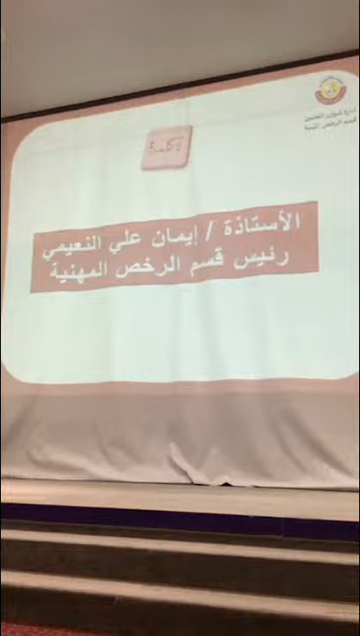 كلمة
الأستاذة / إيمان علي النعيمي
رئيس قسم الرخص المهنية